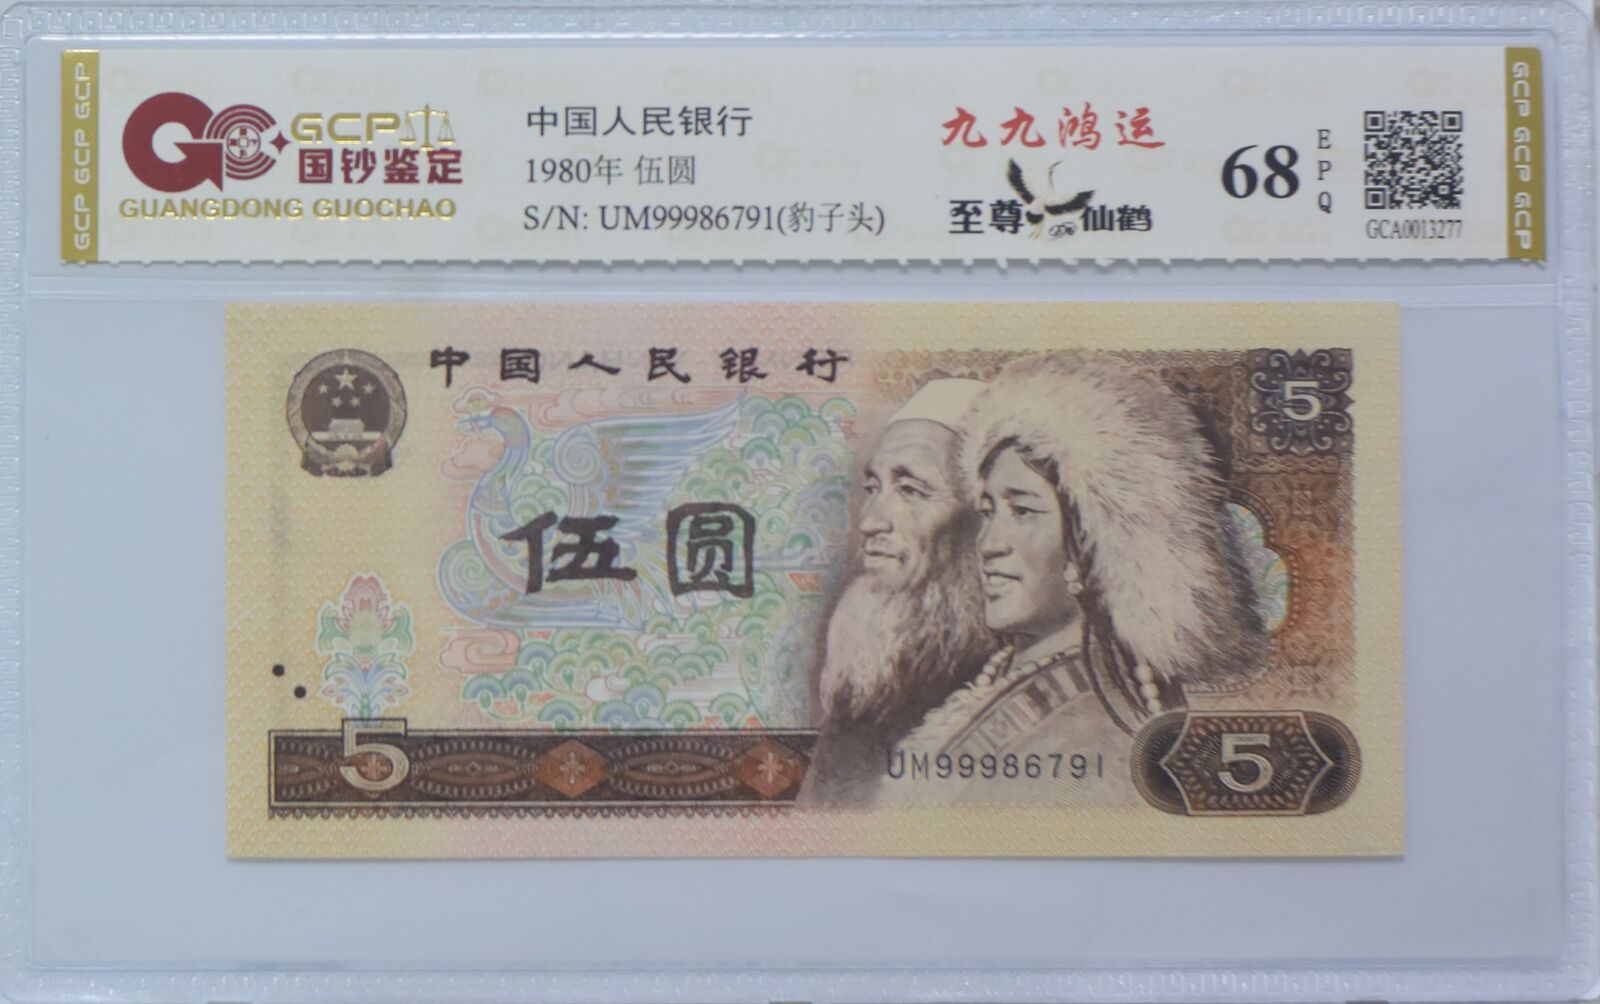 GCP GCP GCP
GCP
国钞鉴定
GUANGDONG GUOCHAO
中国人民银行
1980年 伍圆
S/N: UM99986791(豹子头)
九九鸿运
至尊 仙鹤
68
EPQ
GCA0013277
GCP GCP GCP
中国人民银行
5
伍圆
5
UM99986791
5